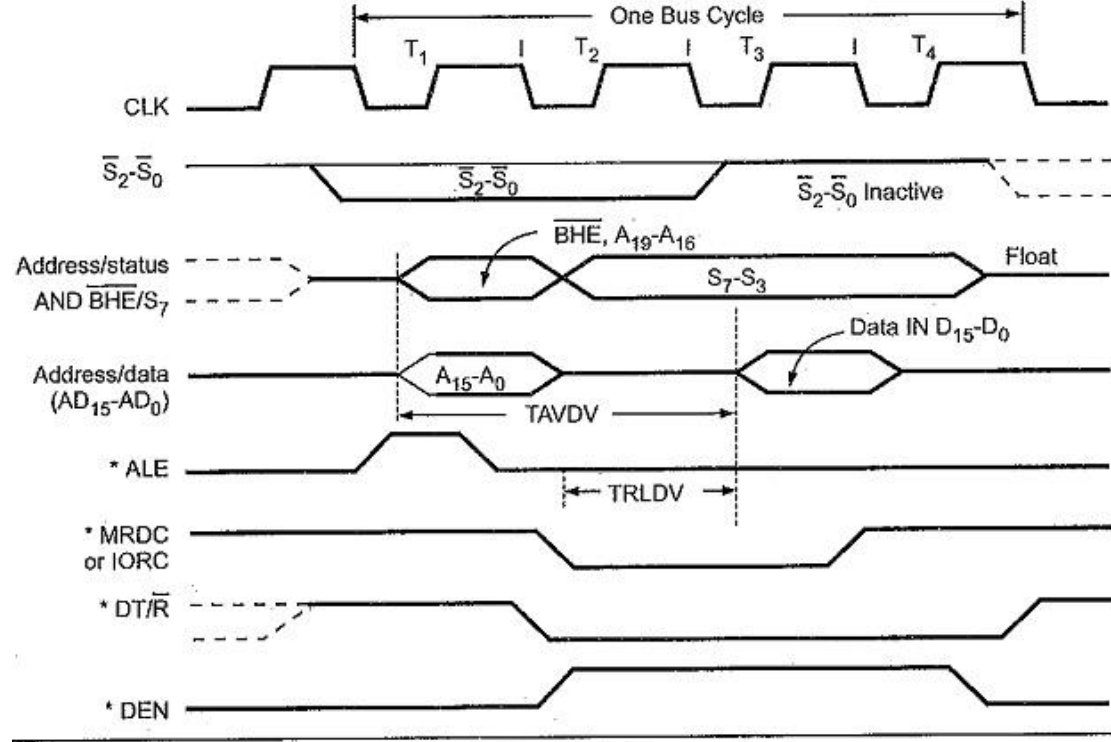 One Bus Cycle
T₁ T₂ T₃ T₄
CLK
S̅₂-S̅₀
S̅₂-S̅₀
S̅₂-S̅₀ Inactive
B̅H̅E̅, A₁₉-A₁₆
Address/status
AND B̅H̅E̅/S₇
S₇-S₃
Float
Data IN D₁₅-D₀
Address/data
(AD₁₅-AD₀)
A₁₅-A₀
TAVDV
* ALE
TRLDV
* MRDC
or IORC
* DT/R̅
* DEN